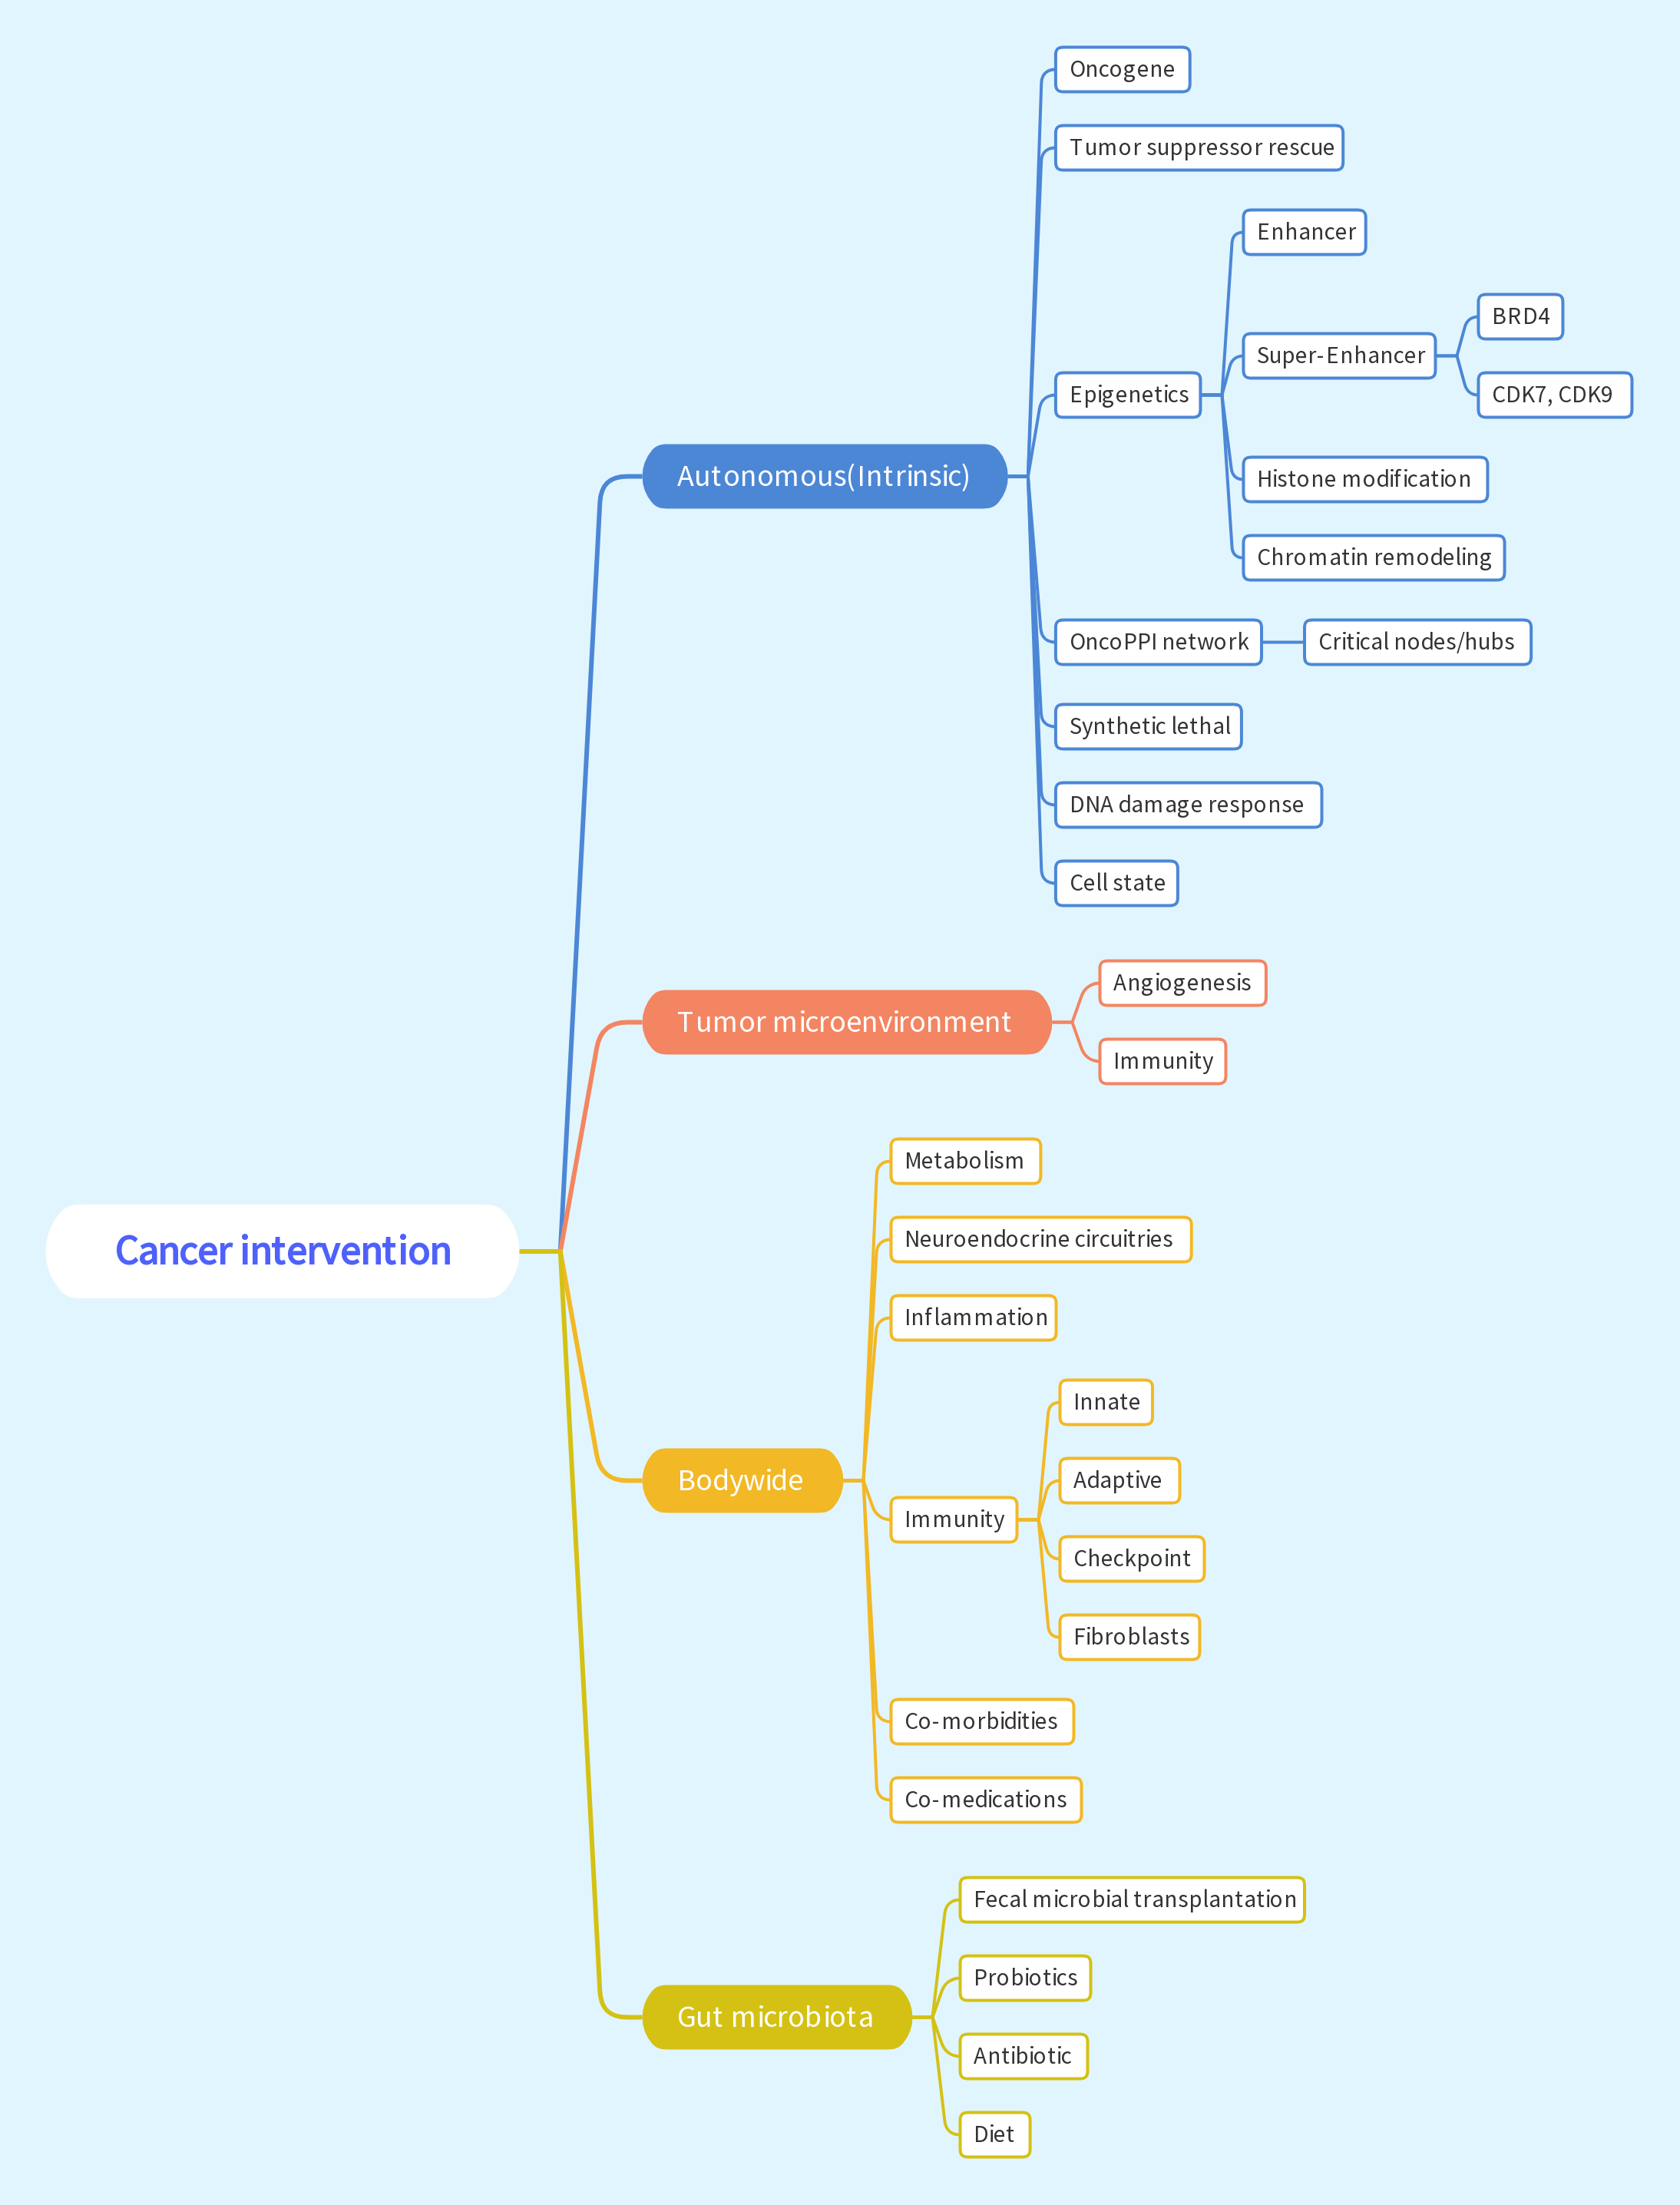 Cancer intervention
Autonomous(Intrinsic)
Oncogene
Tumor suppressor rescue
Epigenetics
Enhancer
Super-Enhancer
BRD4
CDK7, CDK9
Histone modification
Chromatin remodeling
OncoPPI network
Critical nodes/hubs
Synthetic lethal
DNA damage response
Cell state
Tumor microenvironment
Angiogenesis
Immunity
Bodywide
Metabolism
Neuroendocrine circuitries
Inflammation
Immunity
Innate
Adaptive
Checkpoint
Fibroblasts
Co-morbidities
Co-medications
Gut microbiota
Fecal microbial transplantation
Probiotics
Antibiotic
Diet